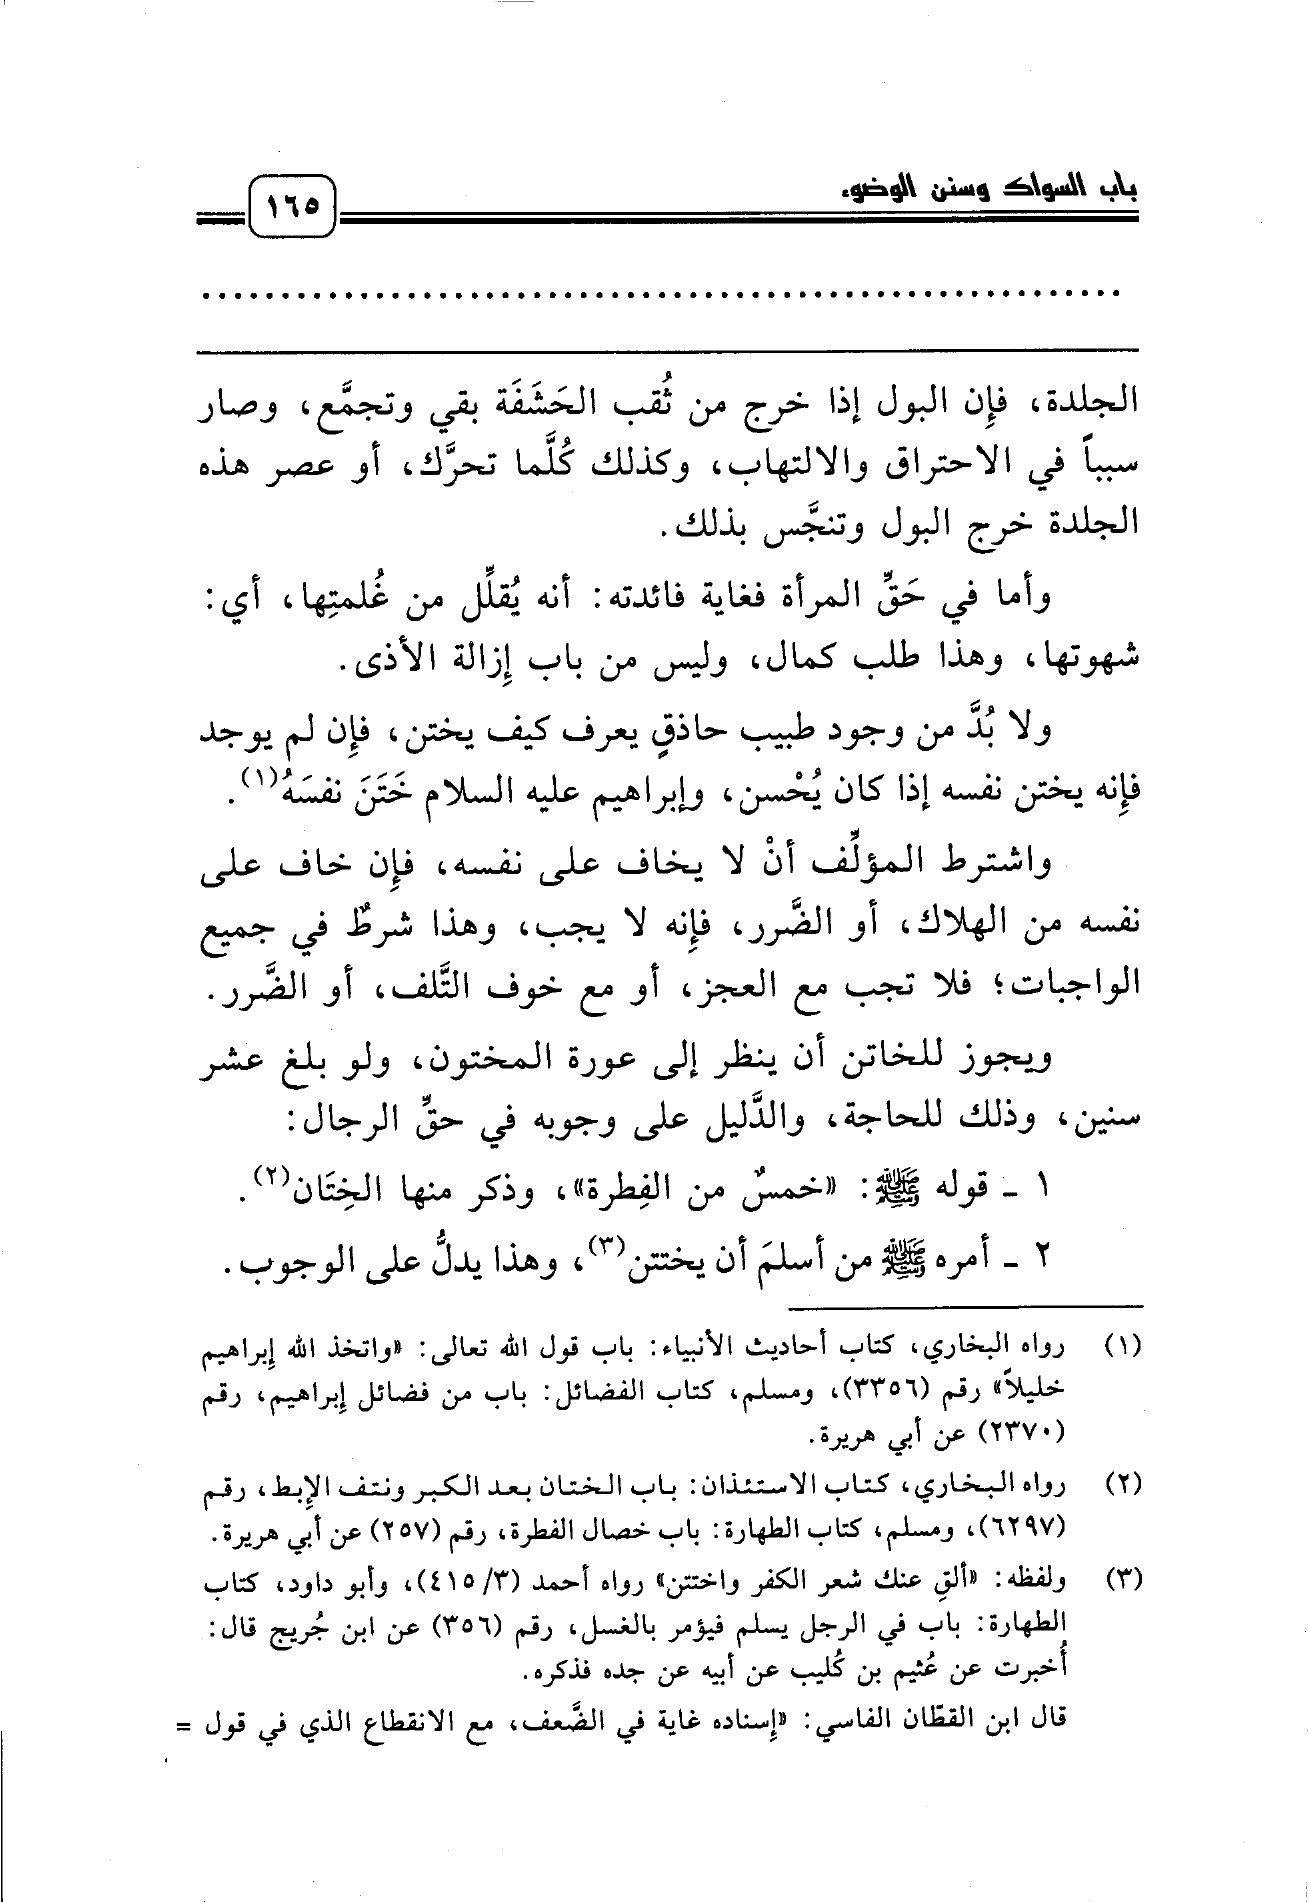 باب السواك وسنن الوضوء
١٦٥
..........................................................
الجلدة، فإِن البول إذا خرج من ثُقب الحَشَفَة بقي وتجمَّع، وصار
سبباً في الاحتراق والالتهاب، وكذلك كُلَّما تحرَّك، أو عصر هذه
الجلدة خرج البول وتنجَّس بذلك.
وأما في حَقِّ المرأة فغاية فائدته: أنه يُقلِّل من غُلمتِها، أي:
شهوتها، وهذا طلب كمال، وليس من باب إِزالة الأذى.
ولا بُدَّ من وجود طبيب حاذقٍ يعرف كيف يختن، فإِن لم يوجد
فإِنه يختن نفسه إذا كان يُحْسن، وإبراهيم عليه السلام خَتَنَ نفسَهُ(١).
واشترط المؤلِّف أنْ لا يخاف على نفسه، فإِن خاف على
نفسه من الهلاك، أو الضَّرر، فإِنه لا يجب، وهذا شرطٌ في جميع
الواجبات؛ فلا تجب مع العجز، أو مع خوف التَّلف، أو الضَّرر.
ويجوز للخاتن أن ينظر إلى عورة المختون، ولو بلغ عشر
سنين، وذلك للحاجة، والدَّليل على وجوبه في حقِّ الرجال:
١ ـ قوله ﷺ: «خمسٌ من الفِطرة»، وذكر منها الخِتَان(٢).
٢ ـ أمره ﷺ من أسلمَ أن يختتن(٣)، وهذا يدلُّ على الوجوب.
(١) رواه البخاري، كتاب أحاديث الأنبياء: باب قول الله تعالى: «واتخذ الله إبراهيم
خليلاً» رقم (٣٣٥٦)، ومسلم، كتاب الفضائل: باب من فضائل إبراهيم، رقم
(٢٣٧٠) عن أبي هريرة.
(٢) رواه البخاري، كتاب الاستئذان: باب الختان بعد الكبر ونتف الإبط، رقم
(٦٢٩٧)، ومسلم، كتاب الطهارة: باب خصال الفطرة، رقم (٢٥٧) عن أبي هريرة.
(٣) ولفظه: «ألقِ عنك شعر الكفر واختتن» رواه أحمد (٣/ ٤١٥)، وأبو داود، كتاب
الطهارة: باب في الرجل يسلم فيؤمر بالغسل، رقم (٣٥٦) عن ابن جُريج قال:
أُخبرت عن عُثيم بن كُليب عن أبيه عن جده فذكره.
قال ابن القطّان الفاسي: «إسناده غاية في الضَّعف، مع الانقطاع الذي في قول =